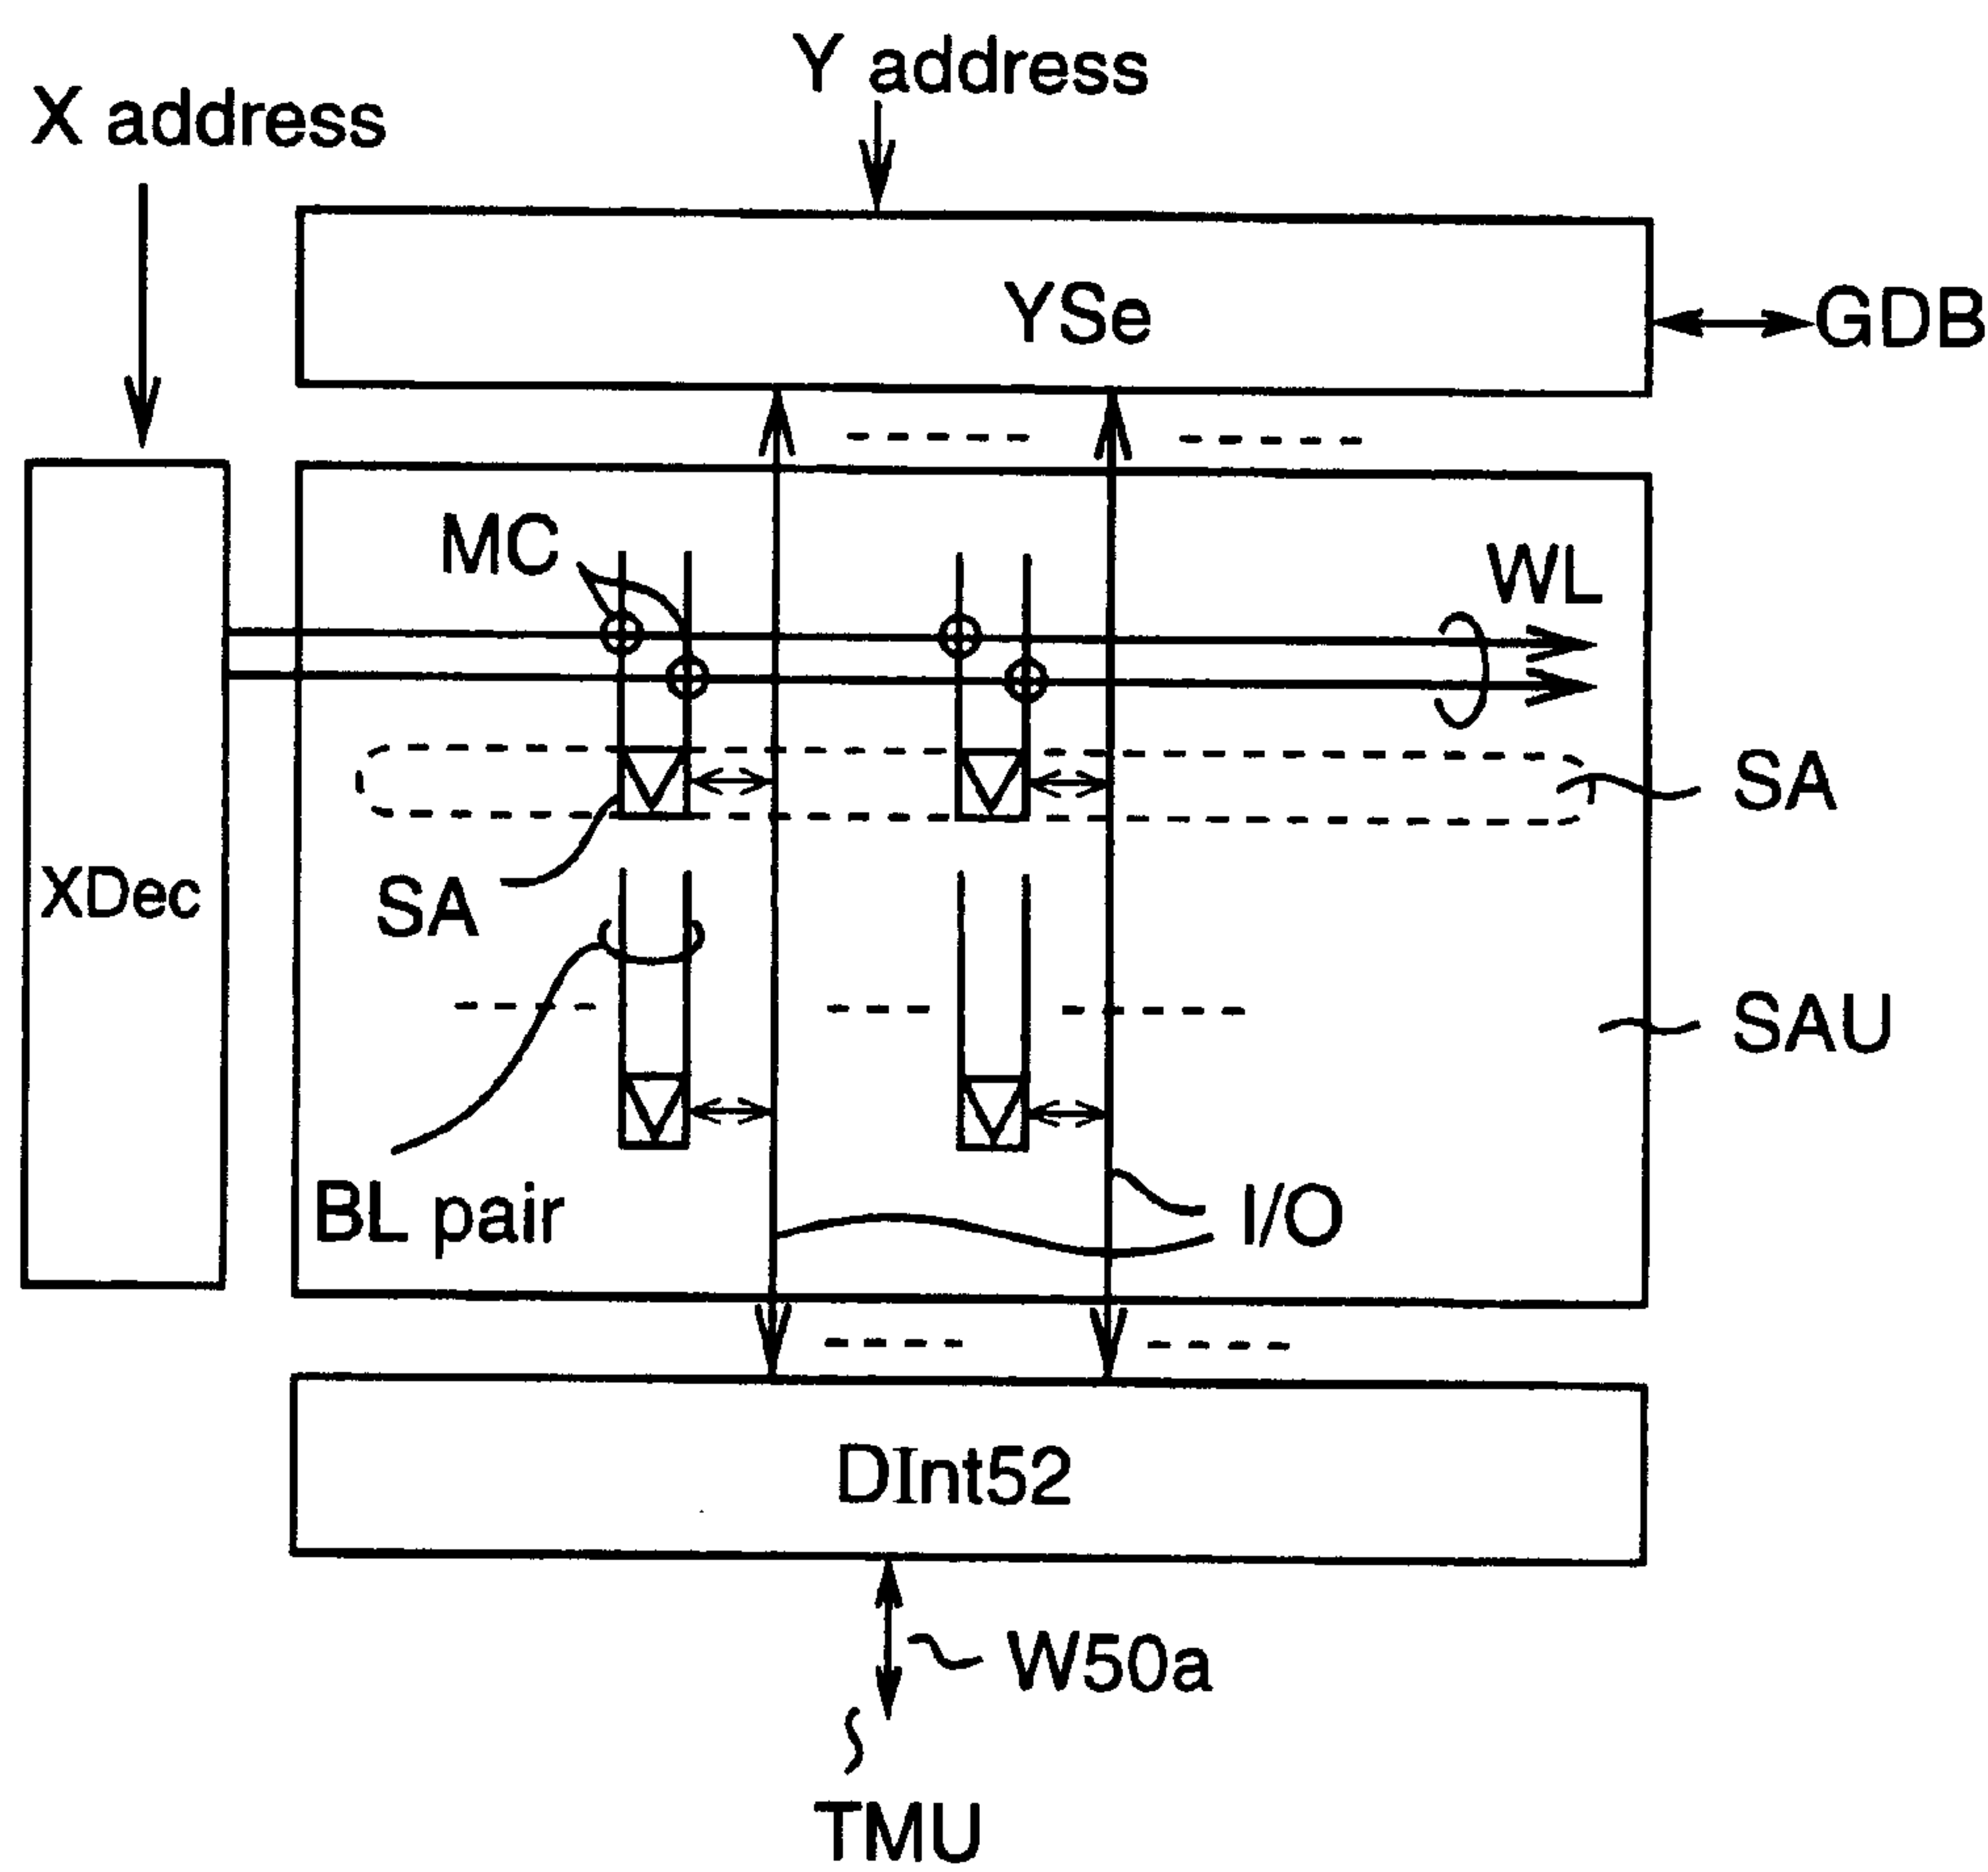 Y address
X address
YSe
GDB
MC
WL
SA
XDec
SA
SAU
BL pair
I/O
DInt52
W50a
TMU